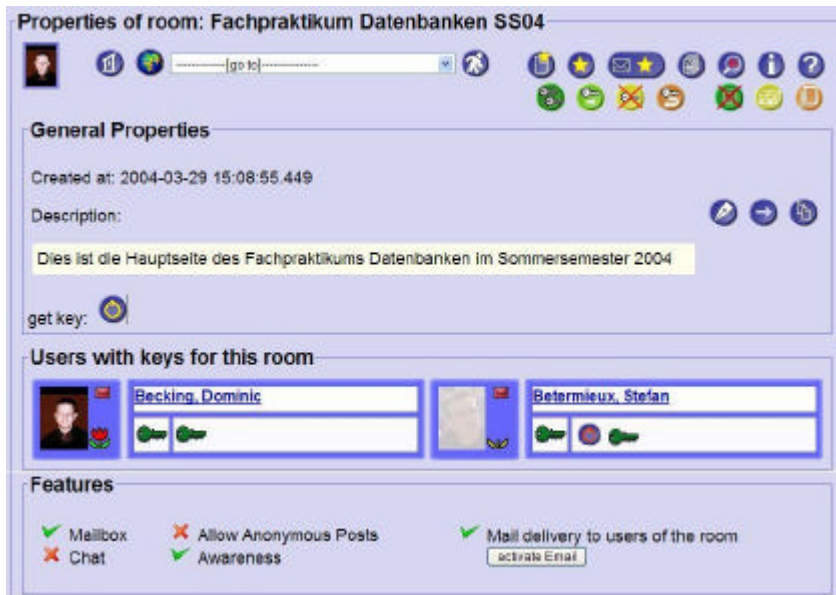 Properties of room: Fachpraktikum Datenbanken SS04
------------[go to]-------------
General Properties
Created at: 2004-03-29 15:08:55.449
Description:
Dies ist die Hauptseite des Fachpraktikums Datenbanken im Sommersemester 2004
get key:
Users with keys for this room
Becking, Dominic
Betermieux, Stefan
Features
Mailbox
Allow Anonymous Posts
Mail delivery to users of the room
Chat
Awareness
activate Email